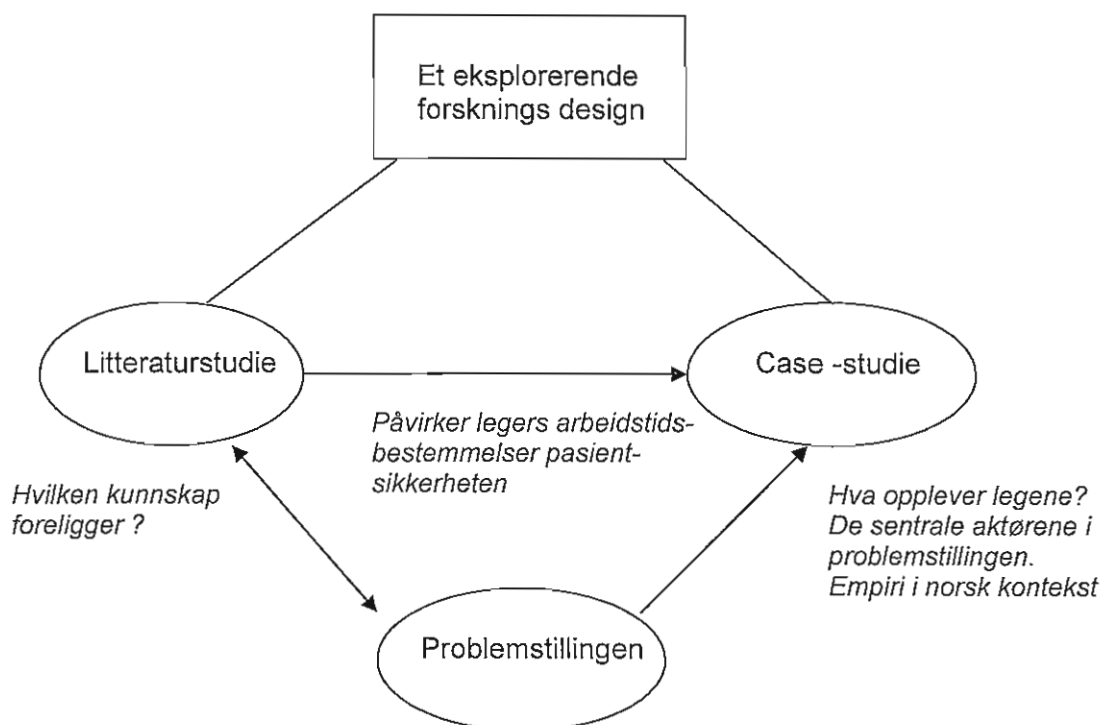 Et eksplorerende
forsknings design
Litteraturstudie
Case -studie
Påvirker legers arbeidstids-
bestemmelser pasient-
sikkerheten
Hvilken kunnskap
foreligger ?
Hva opplever legene?
De sentrale aktørene i
problemstillingen.
Empiri i norsk kontekst
Problemstillingen